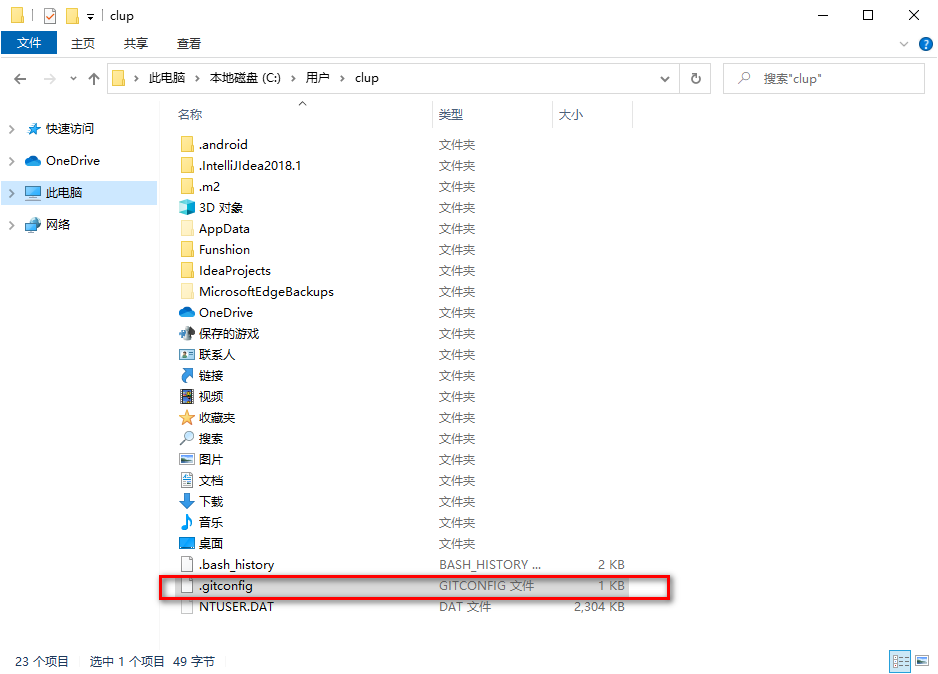 clup
文件 主页 共享 查看
此电脑 › 本地磁盘 (C:) › 用户 › clup
搜索"clup"
快速访问
OneDrive
此电脑
网络
名称 类型 大小
.android 文件夹
.IntelliJIdea2018.1 文件夹
.m2 文件夹
3D 对象 文件夹
AppData 文件夹
Funshion 文件夹
IdeaProjects 文件夹
MicrosoftEdgeBackups 文件夹
OneDrive 文件夹
保存的游戏 文件夹
联系人 文件夹
链接 文件夹
视频 文件夹
收藏夹 文件夹
搜索 文件夹
图片 文件夹
文档 文件夹
下载 文件夹
音乐 文件夹
桌面 文件夹
.bash_history BASH_HISTORY ... 2 KB
.gitconfig GITCONFIG 文件 1 KB
NTUSER.DAT DAT 文件 2,304 KB
23 个项目 选中 1 个项目 49 字节